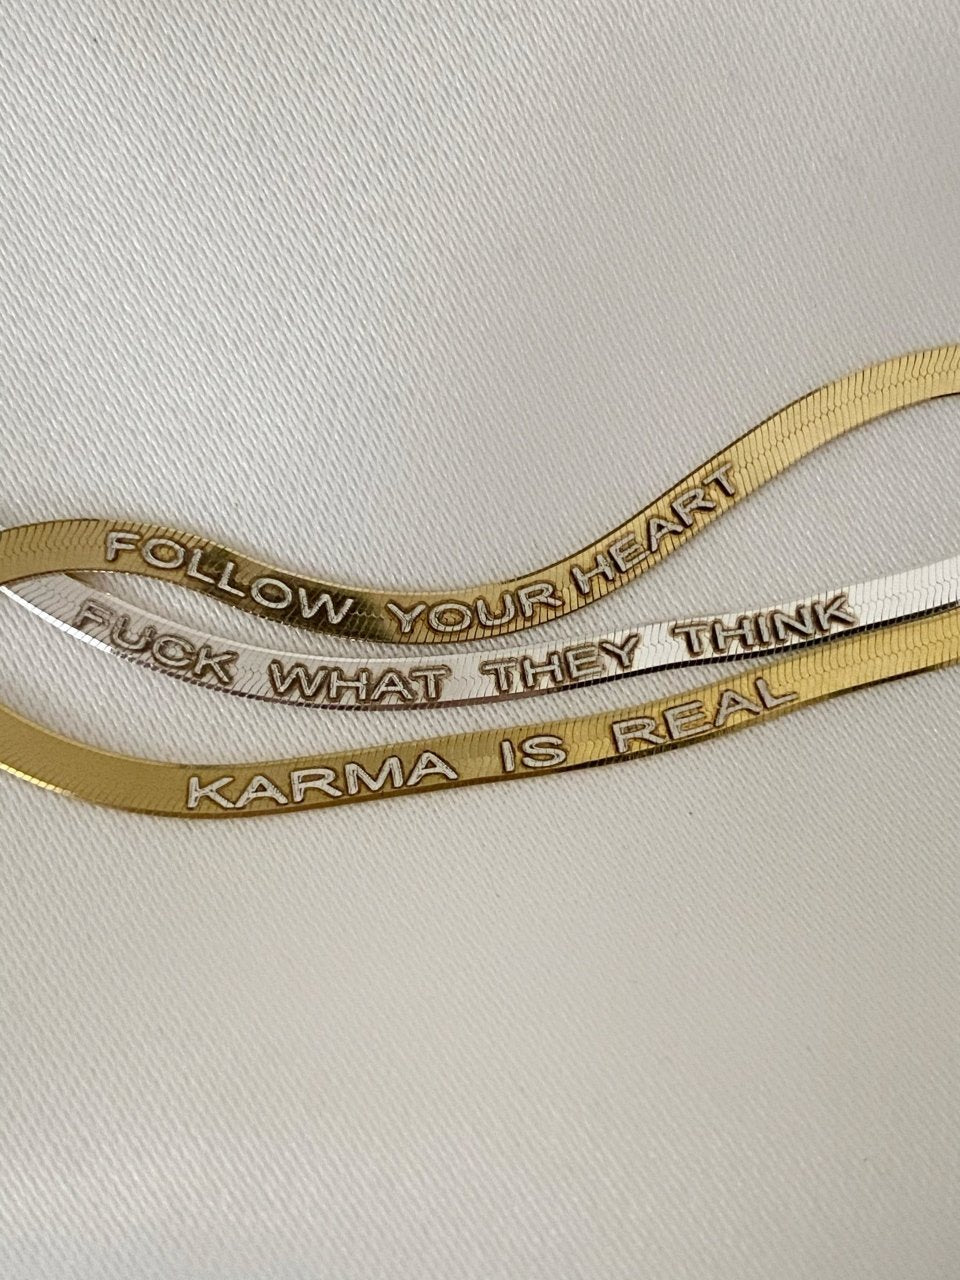 FOLLOW YOUR HEART
FUCK WHAT THEY THINK
KARMA IS REAL